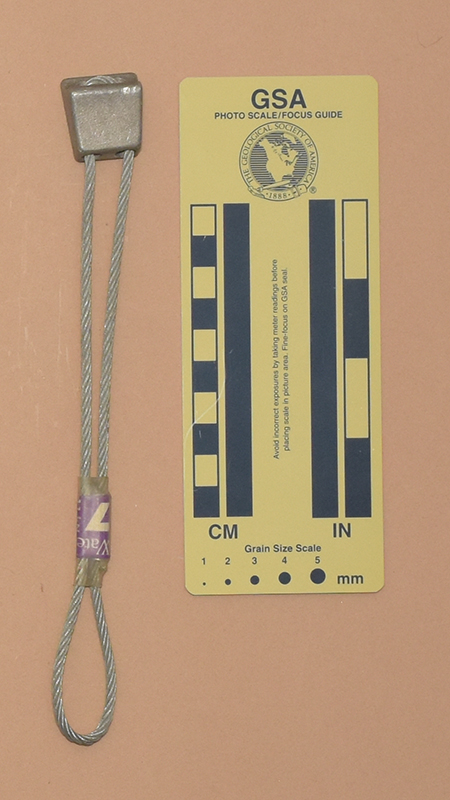 GSA
PHOTO SCALE/FOCUS GUIDE
THE GEOLOGICAL SOCIETY OF AMERICA
1888
®
Avoid incorrect exposures by taking meter readings before
placing scale in picture area. Fine-focus on GSA seal.
CM
IN
Grain Size Scale
1 2 3 4 5
mm
7